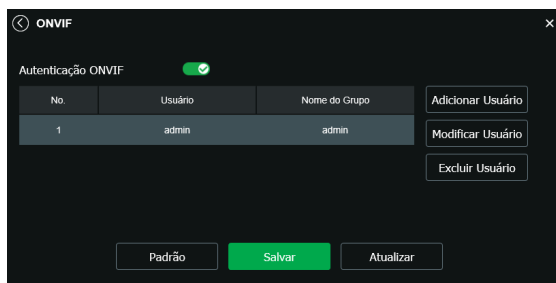 ONVIF
Autenticação ONVIF
No. Usuário Nome do Grupo
1 admin admin
Adicionar Usuário
Modificar Usuário
Excluir Usuário
Padrão Salvar Atualizar